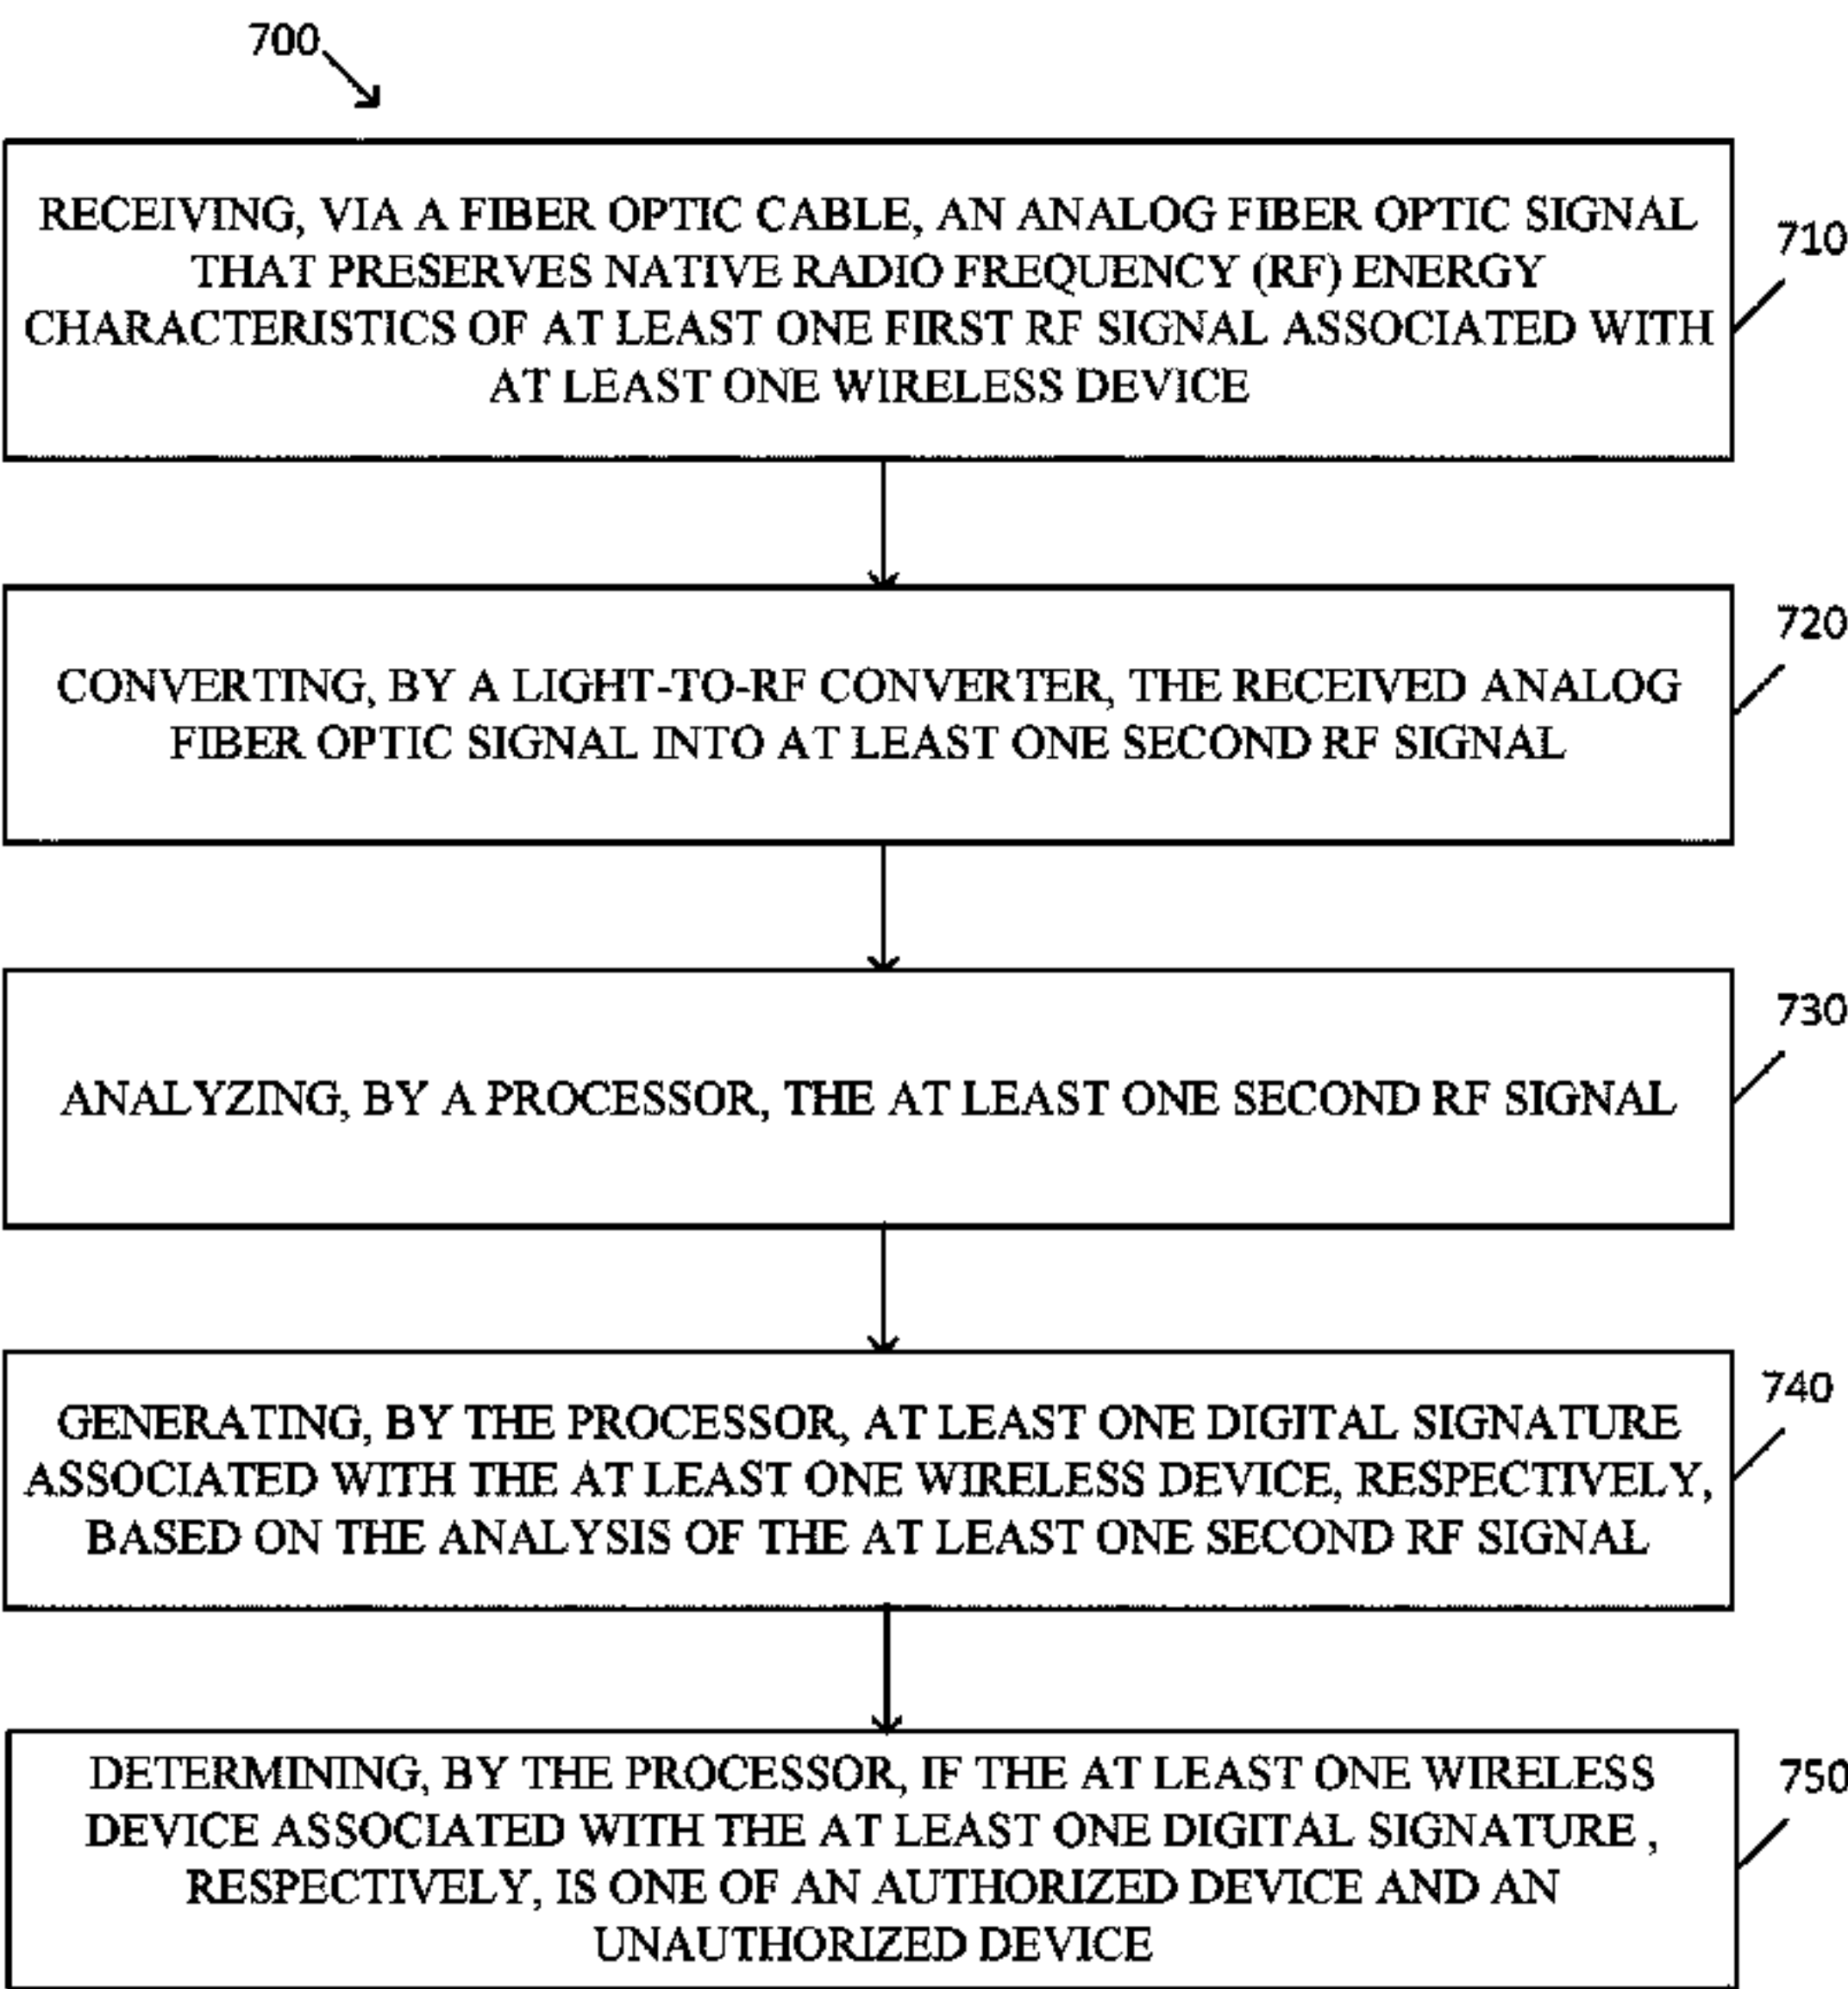 700
RECEIVING, VIA A FIBER OPTIC CABLE, AN ANALOG FIBER OPTIC SIGNAL
THAT PRESERVES NATIVE RADIO FREQUENCY (RF) ENERGY
CHARACTERISTICS OF AT LEAST ONE FIRST RF SIGNAL ASSOCIATED WITH
AT LEAST ONE WIRELESS DEVICE
710
CONVERTING, BY A LIGHT-TO-RF CONVERTER, THE RECEIVED ANALOG
FIBER OPTIC SIGNAL INTO AT LEAST ONE SECOND RF SIGNAL
720
ANALYZING, BY A PROCESSOR, THE AT LEAST ONE SECOND RF SIGNAL
730
GENERATING, BY THE PROCESSOR, AT LEAST ONE DIGITAL SIGNATURE
ASSOCIATED WITH THE AT LEAST ONE WIRELESS DEVICE, RESPECTIVELY,
BASED ON THE ANALYSIS OF THE AT LEAST ONE SECOND RF SIGNAL
740
DETERMINING, BY THE PROCESSOR, IF THE AT LEAST ONE WIRELESS
DEVICE ASSOCIATED WITH THE AT LEAST ONE DIGITAL SIGNATURE ,
RESPECTIVELY, IS ONE OF AN AUTHORIZED DEVICE AND AN
UNAUTHORIZED DEVICE
750